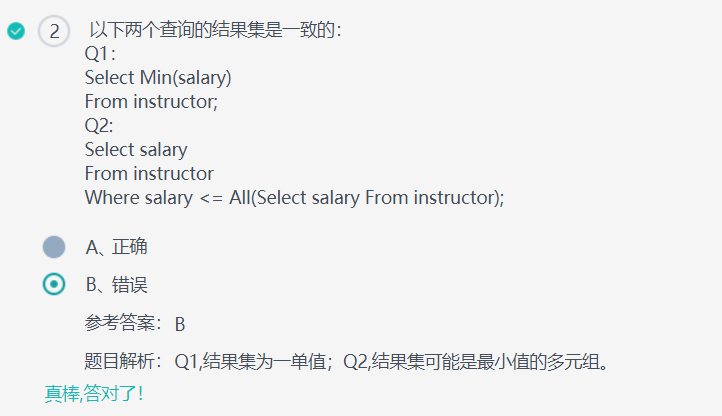 2 以下两个查询的结果集是一致的：
Q1：
Select Min(salary)
From instructor;
Q2:
Select salary
From instructor
Where salary <= All(Select salary From instructor);
A、正确
B、错误
参考答案：B
题目解析：Q1,结果集为一单值；Q2,结果集可能是最小值的多元组。
真棒,答对了！